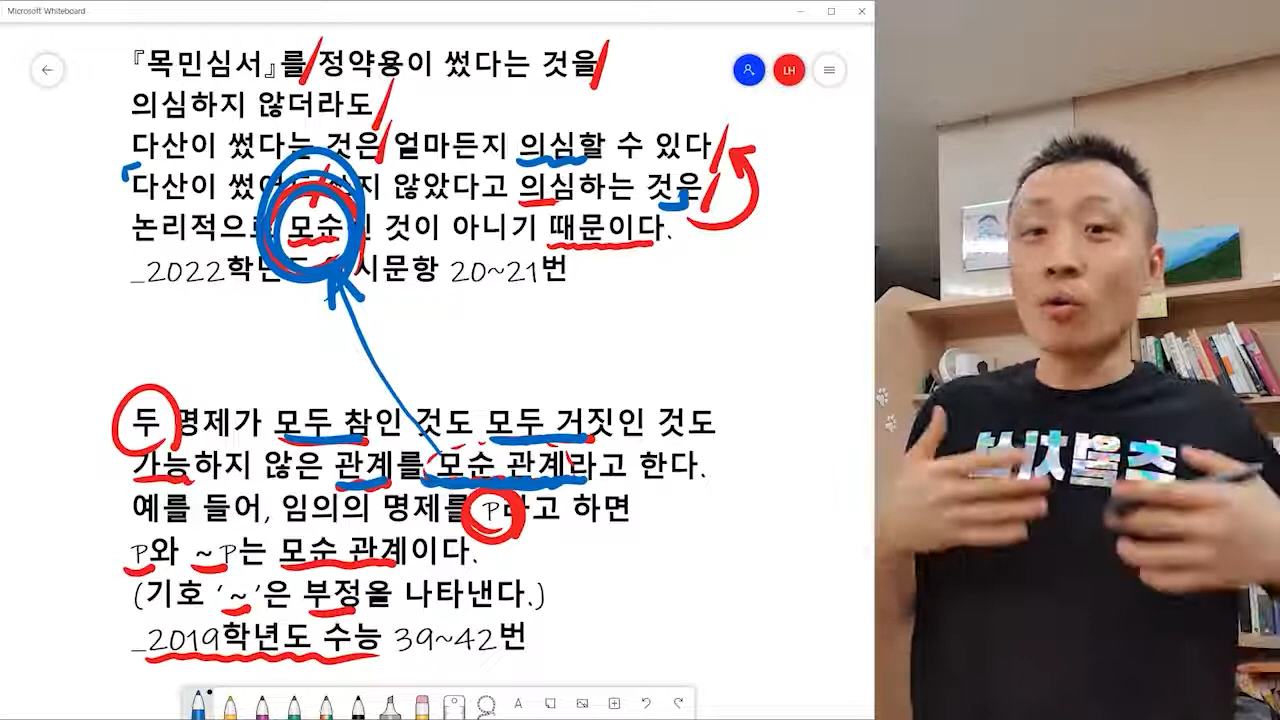 Microsoft Whiteboard
『목민심서』를 정약용이 썼다는 것을
의심하지 않더라도
LH
다산이 썼다는 것은 얼마든지 의심할 수 있다
다산이 않았다고 의심하는 것은
논리적으로 모순인 것이 아니기 때문이다.
_2022학년도 예시문항 20~21번
두 명제가 모두 참인 것도 모두 거짓인 것도
가능하지 않은 관계를 모순 관계라고 한다.
예를 들어, 임의의 명제를 P라고 하면
P와 ~P는 모순 관계이다.
(기호 '~'은 부정을 나타낸다.)
_2019학년도 수능 39~42번
A